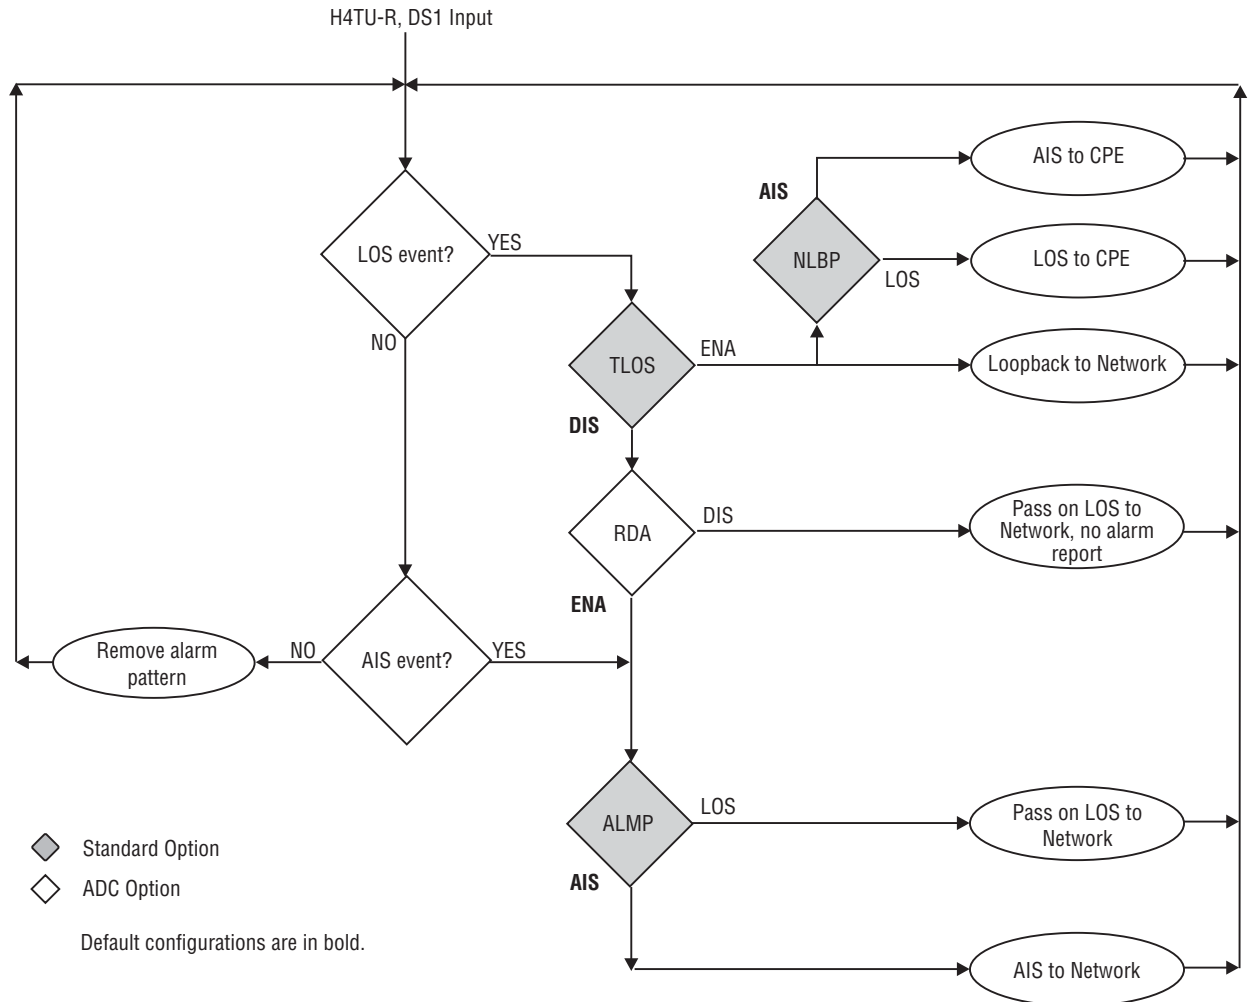 H4TU-R, DS1 Input
AIS to CPE
AIS
LOS event?
YES
NLBP
LOS
LOS to CPE
NO
TLOS
ENA
Loopback to Network
DIS
RDA
DIS
Pass on LOS to
Network, no alarm
report
ENA
Remove alarm
pattern
NO
AIS event?
YES
ALMP
LOS
Pass on LOS to
Network
AIS
Standard Option
ADC Option
Default configurations are in bold.
AIS to Network